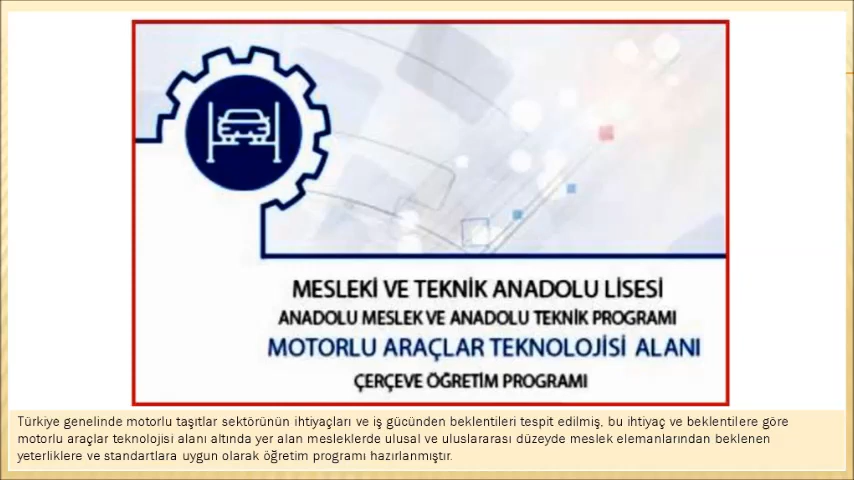 MESLEKİ VE TEKNİK ANADOLU LİSESİ
ANADOLU MESLEK VE ANADOLU TEKNİK PROGRAMI
MOTORLU ARAÇLAR TEKNOLOJİSİ ALANI
ÇERÇEVE ÖĞRETİM PROGRAMI
Türkiye genelinde motorlu taşıtlar sektörünün ihtiyaçları ve iş gücünden beklentileri tespit edilmiş, bu ihtiyaç ve beklentilere göre
motorlu araçlar teknolojisi alanı altında yer alan mesleklerde ulusal ve uluslararası düzeyde meslek elemanlarından beklenen
yeterliklere ve standartlara uygun olarak öğretim programı hazırlanmıştır.